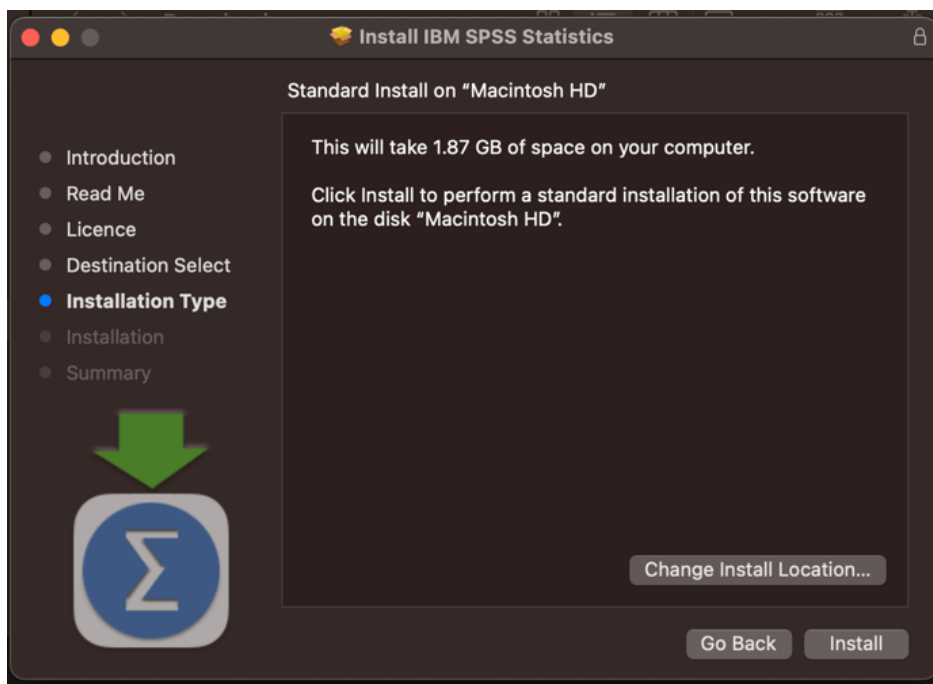 Install IBM SPSS Statistics
Standard Install on “Macintosh HD”
Introduction
Read Me
Licence
Destination Select
Installation Type
Installation
Summary
This will take 1.87 GB of space on your computer.
Click Install to perform a standard installation of this software
on the disk “Macintosh HD”.
Change Install Location...
Go Back
Install